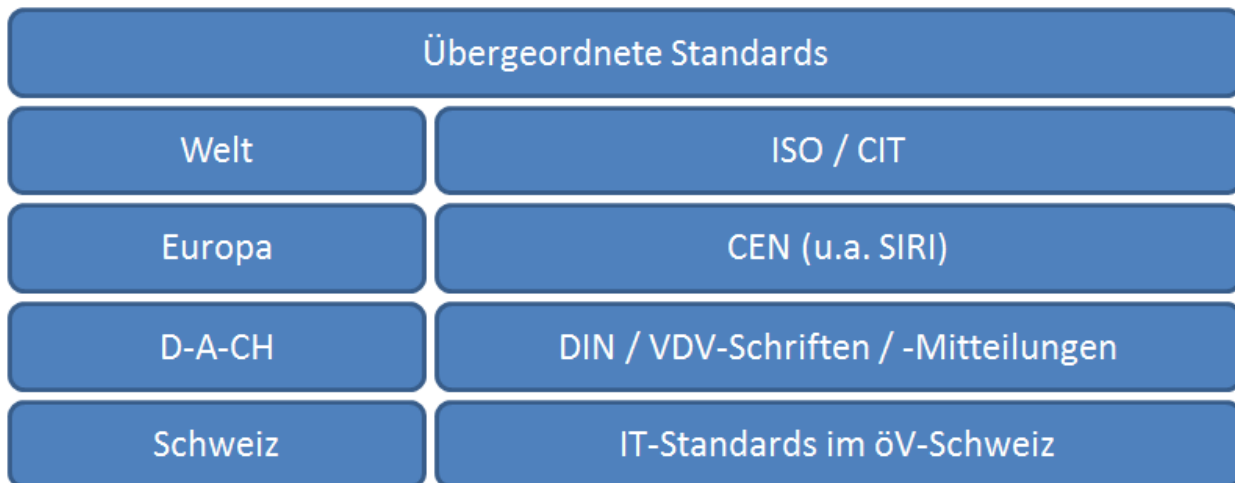 Übergeordnete Standards
Welt
ISO / CIT
Europa
CEN (u.a. SIRI)
D-A-CH
DIN / VDV-Schriften / -Mitteilungen
Schweiz
IT-Standards im öV-Schweiz